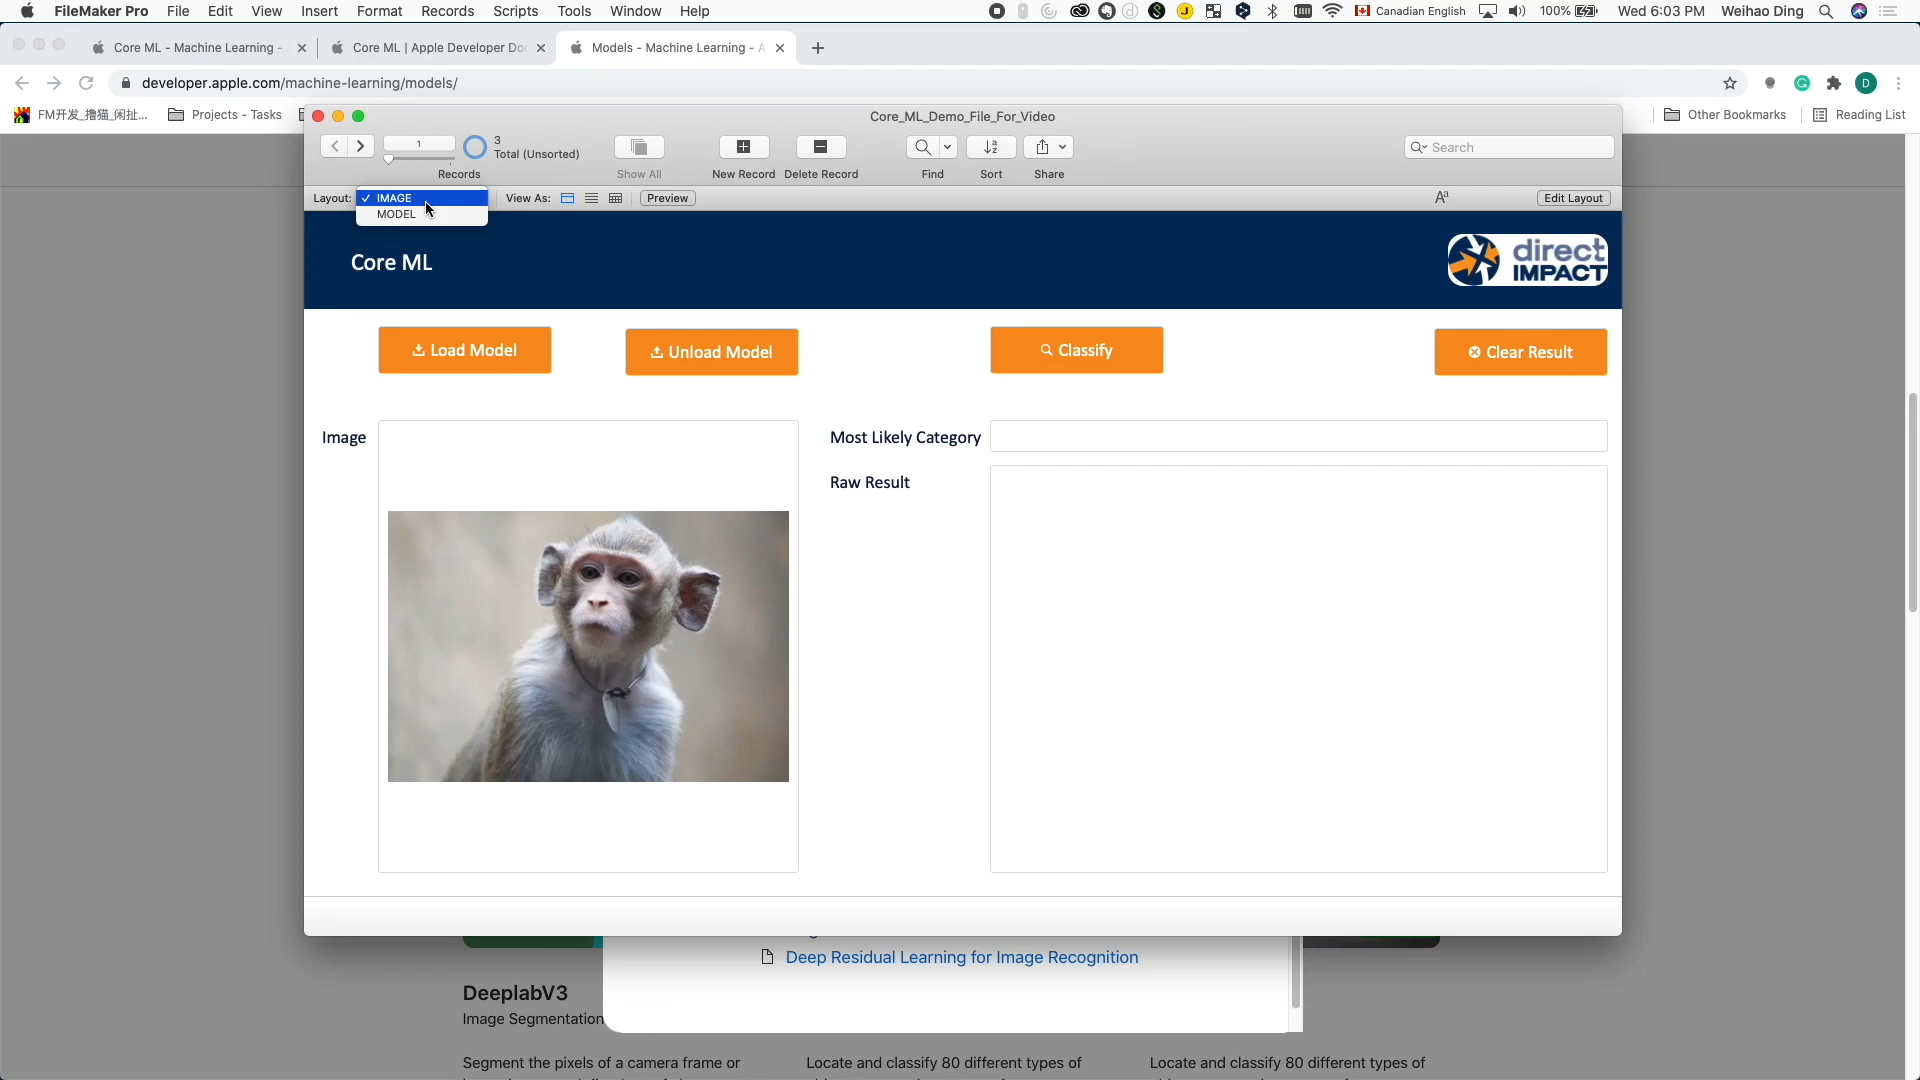 FileMaker Pro File Edit View Insert Format Records Scripts Tools Window Help Canadian English 100% Wed 6:03 PM Weihao Ding
Core ML - Machine Learning - Core ML | Apple Developer Do Models - Machine Learning - A
developer.apple.com/machine-learning/models/ D
FM开发_撸猫_闲扯... Projects - Tasks Other Bookmarks Reading List
Core_ML_Demo_File_For_Video
1 3 Total (Unsorted) Search
Records Show All New Record Delete Record Find Sort Share
Layout: ✓ IMAGE View As: Preview Aª Edit Layout
MODEL
Core ML
direct
IMPACT
Load Model Unload Model Classify Clear Result
Image Most Likely Category
Raw Result
Deep Residual Learning for Image Recognition
DeeplabV3
Image Segmentation
Segment the pixels of a camera frame or Locate and classify 80 different types of Locate and classify 80 different types of